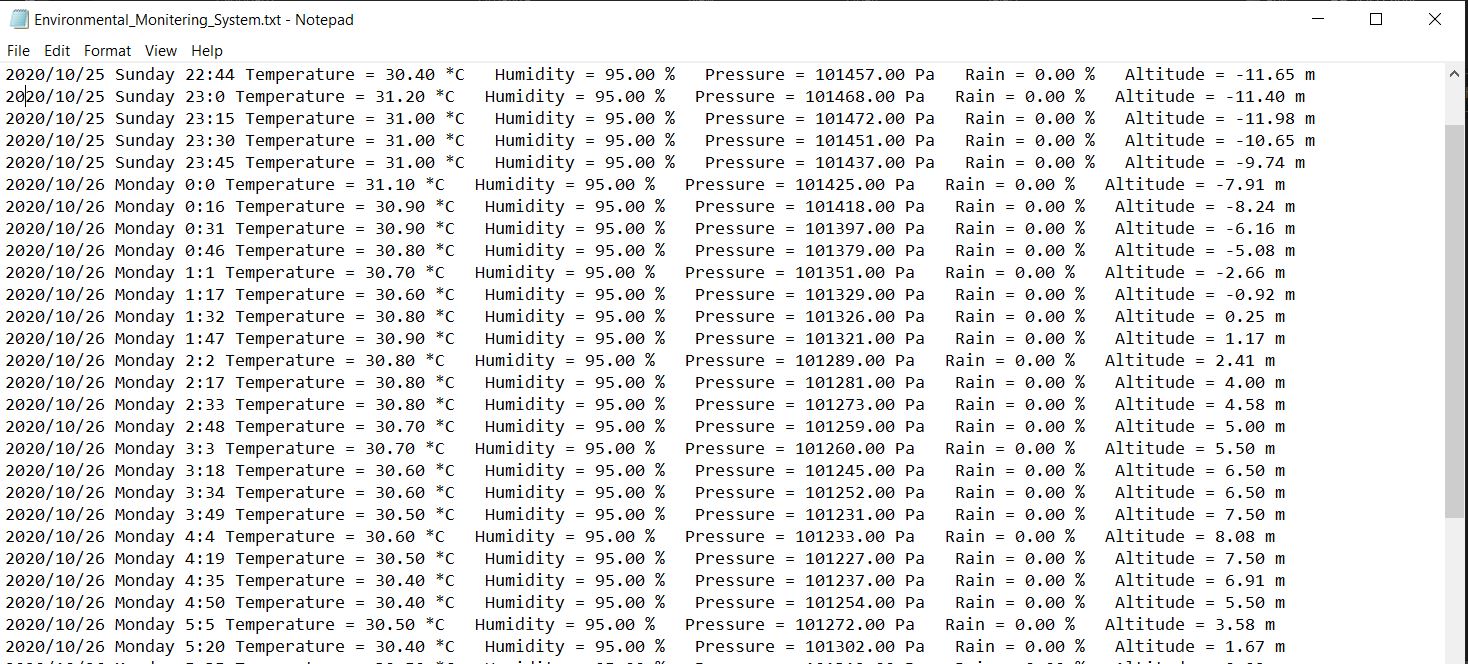 Environmental_Monitering_System.txt - Notepad
File Edit Format View Help
2020/10/25 Sunday 22:44 Temperature = 30.40 *C Humidity = 95.00 % Pressure = 101457.00 Pa Rain = 0.00 % Altitude = -11.65 m
2020/10/25 Sunday 23:0 Temperature = 31.20 *C Humidity = 95.00 % Pressure = 101468.00 Pa Rain = 0.00 % Altitude = -11.40 m
2020/10/25 Sunday 23:15 Temperature = 31.00 *C Humidity = 95.00 % Pressure = 101472.00 Pa Rain = 0.00 % Altitude = -11.98 m
2020/10/25 Sunday 23:30 Temperature = 31.00 *C Humidity = 95.00 % Pressure = 101451.00 Pa Rain = 0.00 % Altitude = -10.65 m
2020/10/25 Sunday 23:45 Temperature = 31.00 *C Humidity = 95.00 % Pressure = 101437.00 Pa Rain = 0.00 % Altitude = -9.74 m
2020/10/26 Monday 0:0 Temperature = 31.10 *C Humidity = 95.00 % Pressure = 101425.00 Pa Rain = 0.00 % Altitude = -7.91 m
2020/10/26 Monday 0:16 Temperature = 30.90 *C Humidity = 95.00 % Pressure = 101418.00 Pa Rain = 0.00 % Altitude = -8.24 m
2020/10/26 Monday 0:31 Temperature = 30.90 *C Humidity = 95.00 % Pressure = 101397.00 Pa Rain = 0.00 % Altitude = -6.16 m
2020/10/26 Monday 0:46 Temperature = 30.80 *C Humidity = 95.00 % Pressure = 101379.00 Pa Rain = 0.00 % Altitude = -5.08 m
2020/10/26 Monday 1:1 Temperature = 30.70 *C Humidity = 95.00 % Pressure = 101351.00 Pa Rain = 0.00 % Altitude = -2.66 m
2020/10/26 Monday 1:17 Temperature = 30.60 *C Humidity = 95.00 % Pressure = 101329.00 Pa Rain = 0.00 % Altitude = -0.92 m
2020/10/26 Monday 1:32 Temperature = 30.80 *C Humidity = 95.00 % Pressure = 101326.00 Pa Rain = 0.00 % Altitude = 0.25 m
2020/10/26 Monday 1:47 Temperature = 30.90 *C Humidity = 95.00 % Pressure = 101321.00 Pa Rain = 0.00 % Altitude = 1.17 m
2020/10/26 Monday 2:2 Temperature = 30.80 *C Humidity = 95.00 % Pressure = 101289.00 Pa Rain = 0.00 % Altitude = 2.41 m
2020/10/26 Monday 2:17 Temperature = 30.80 *C Humidity = 95.00 % Pressure = 101281.00 Pa Rain = 0.00 % Altitude = 4.00 m
2020/10/26 Monday 2:33 Temperature = 30.80 *C Humidity = 95.00 % Pressure = 101273.00 Pa Rain = 0.00 % Altitude = 4.58 m
2020/10/26 Monday 2:48 Temperature = 30.70 *C Humidity = 95.00 % Pressure = 101259.00 Pa Rain = 0.00 % Altitude = 5.00 m
2020/10/26 Monday 3:3 Temperature = 30.70 *C Humidity = 95.00 % Pressure = 101260.00 Pa Rain = 0.00 % Altitude = 5.50 m
2020/10/26 Monday 3:18 Temperature = 30.60 *C Humidity = 95.00 % Pressure = 101245.00 Pa Rain = 0.00 % Altitude = 6.50 m
2020/10/26 Monday 3:34 Temperature = 30.60 *C Humidity = 95.00 % Pressure = 101252.00 Pa Rain = 0.00 % Altitude = 6.50 m
2020/10/26 Monday 3:49 Temperature = 30.50 *C Humidity = 95.00 % Pressure = 101231.00 Pa Rain = 0.00 % Altitude = 7.50 m
2020/10/26 Monday 4:4 Temperature = 30.60 *C Humidity = 95.00 % Pressure = 101233.00 Pa Rain = 0.00 % Altitude = 8.08 m
2020/10/26 Monday 4:19 Temperature = 30.50 *C Humidity = 95.00 % Pressure = 101227.00 Pa Rain = 0.00 % Altitude = 7.50 m
2020/10/26 Monday 4:35 Temperature = 30.40 *C Humidity = 95.00 % Pressure = 101237.00 Pa Rain = 0.00 % Altitude = 6.91 m
2020/10/26 Monday 4:50 Temperature = 30.40 *C Humidity = 95.00 % Pressure = 101254.00 Pa Rain = 0.00 % Altitude = 5.50 m
2020/10/26 Monday 5:5 Temperature = 30.50 *C Humidity = 95.00 % Pressure = 101272.00 Pa Rain = 0.00 % Altitude = 3.58 m
2020/10/26 Monday 5:20 Temperature = 30.40 *C Humidity = 95.00 % Pressure = 101302.00 Pa Rain = 0.00 % Altitude = 1.67 m